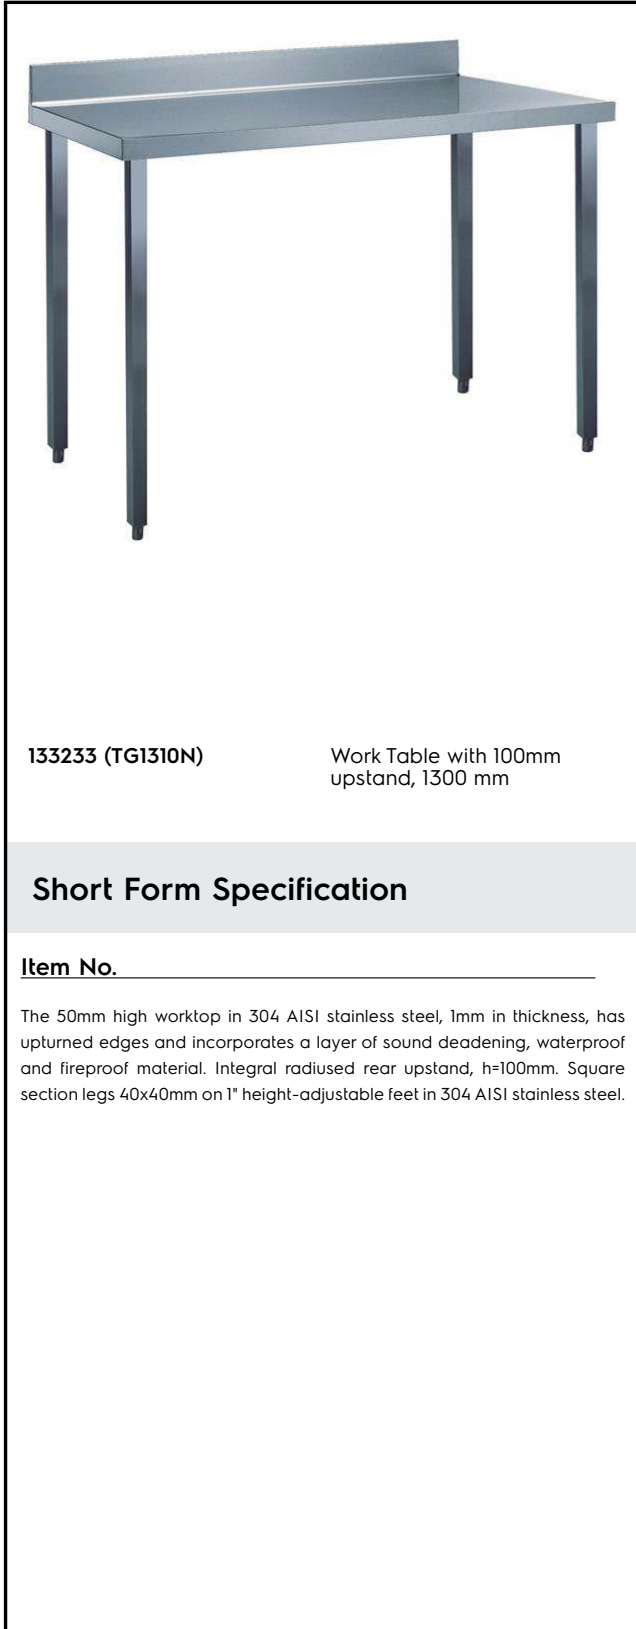 133233 (TG1310N)
Work Table with 100mm
upstand, 1300 mm
Short Form Specification
Item No.
The 50mm high worktop in 304 AISI stainless steel, 1mm in thickness, has
upturned edges and incorporates a layer of sound deadening, waterproof
and fireproof material. Integral radiused rear upstand, h=100mm. Square
section legs 40x40mm on 1" height-adjustable feet in 304 AISI stainless steel.